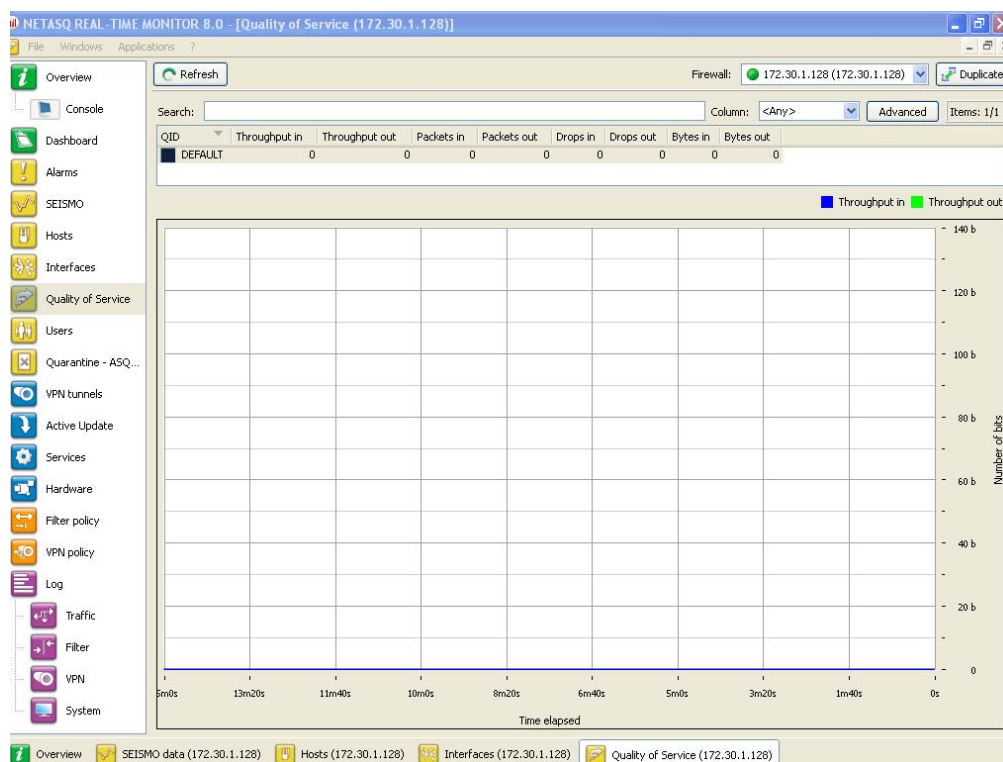 NETASQ REAL-TIME MONITOR 8.0 - [Quality of Service (172.30.1.128)]
File Windows Applications ?
Overview
Console
Dashboard
Alarms
SEISMO
Hosts
Interfaces
Quality of Service
Users
Quarantine - ASQ...
VPN tunnels
Active Update
Services
Hardware
Filter policy
VPN policy
Log
Traffic
Filter
VPN
System
Refresh
Firewall: 172.30.1.128 (172.30.1.128) Duplicate
Search: Column: <Any> Advanced Items: 1/1
QID Throughput in Throughput out Packets in Packets out Drops in Drops out Bytes in Bytes out
DEFAULT 0 0 0 0 0 0 0 0
Throughput in Throughput out
140 b
120 b
100 b
80 b
60 b
40 b
20 b
0
Number of bits
5m0s 13m20s 11m40s 10m0s 8m20s 6m40s 5m0s 3m20s 1m40s 0s
Time elapsed
Overview SEISMO data (172.30.1.128) Hosts (172.30.1.128) Interfaces (172.30.1.128) Quality of Service (172.30.1.128)